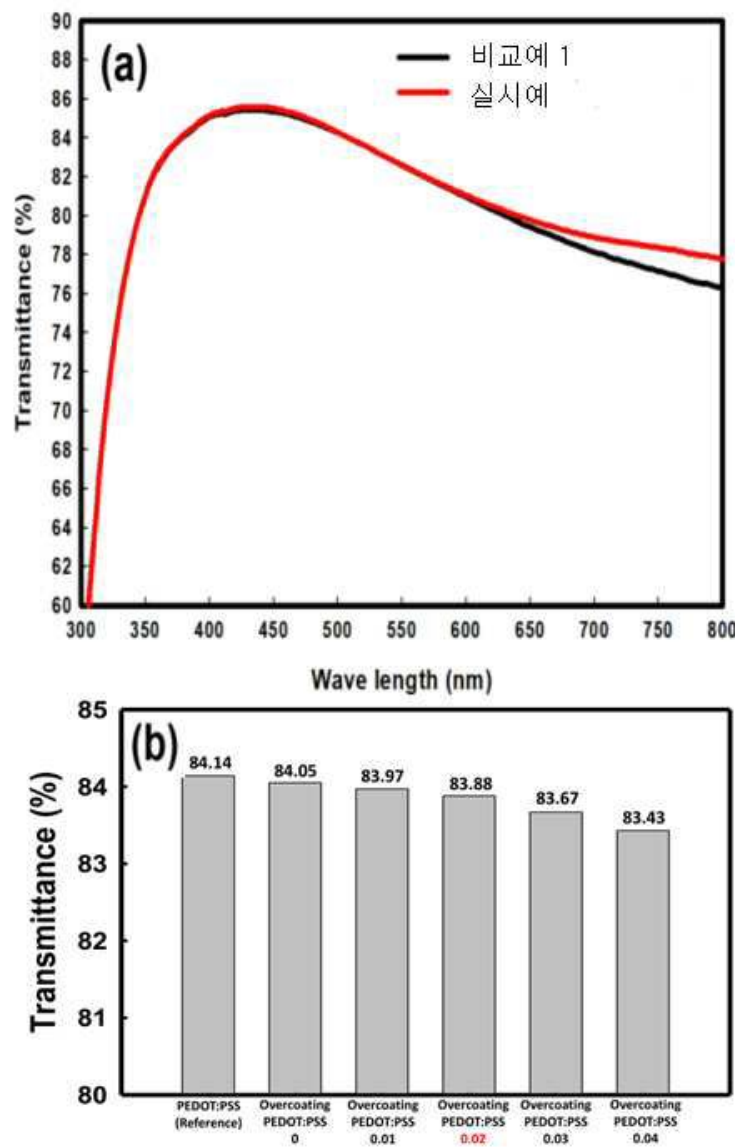 (a)
비교예 1
실시예
Transmittance (%)
90
88
86
84
82
80
78
76
74
72
70
68
66
64
62
60
300 350 400 450 500 550 600 650 700 750 800
Wave length (nm)
(b)
Transmittance (%)
85
84
83
82
81
80
84.14 84.05 83.97 83.88 83.67 83.43
PEDOT:PSS Overcoating Overcoating Overcoating Overcoating Overcoating
(Reference) PEDOT:PSS PEDOT:PSS PEDOT:PSS PEDOT:PSS PEDOT:PSS
0 0.01 0.02 0.03 0.04